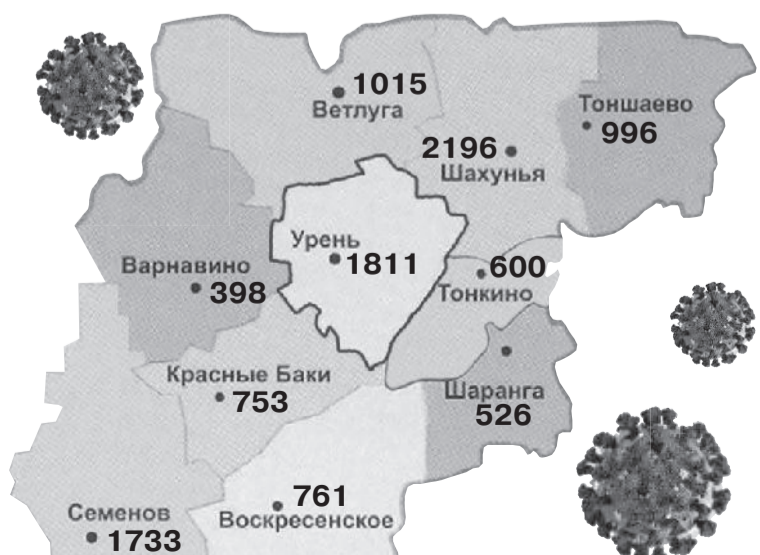 1015
Ветлуга
Тоншаево
996
2196
Шахунья
Урень
1811
Варнавино
398
600
Тонкино
Красные Баки
753
Шаранга
526
761
Воскресенское
Семенов
1733